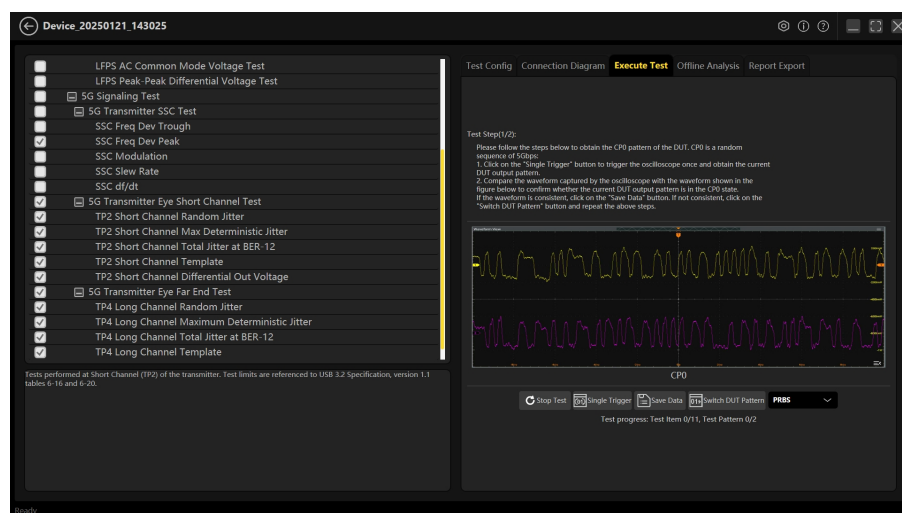 Device_20250121_143025
LFPS AC Common Mode Voltage Test
LFPS Peak-Peak Differential Voltage Test
5G Signaling Test
5G Transmitter SSC Test
SSC Freq Dev Trough
SSC Freq Dev Peak
SSC Modulation
SSC Slew Rate
SSC df/dt
5G Transmitter Eye Short Channel Test
TP2 Short Channel Random Jitter
TP2 Short Channel Max Deterministic Jitter
TP2 Short Channel Total Jitter at BER-12
TP2 Short Channel Template
TP2 Short Channel Differential Out Voltage
5G Transmitter Eye Far End Test
TP4 Long Channel Random Jitter
TP4 Long Channel Maximum Deterministic Jitter
TP4 Long Channel Total Jitter at BER-12
TP4 Long Channel Template
Tests performed at Short Channel (TP2) of the transmitter. Test limits are referenced to USB 3.2 Specification, version 1.1
tables 6-16 and 6-20.
Test Config Connection Diagram Execute Test Offline Analysis Report Export
Test Step(1/2):
Please follow the steps below to obtain the CP0 pattern of the DUT. CP0 is a random
sequence of 5Gbps:
1. Click on the "Single Trigger" button to trigger the oscilloscope once and obtain the current
DUT output pattern.
2. Compare the waveform captured by the oscilloscope with the waveform shown in the
figure below to confirm whether the current DUT output pattern is in the CP0 state.
If the waveform is consistent, click on the "Save Data" button. If not consistent, click on the
"Switch DUT Pattern" button and repeat the above steps.
Waveform View
CP0
Stop Test Single Trigger Save Data Switch DUT Pattern PRBS
Test progress: Test Item 0/11, Test Pattern 0/2
Ready